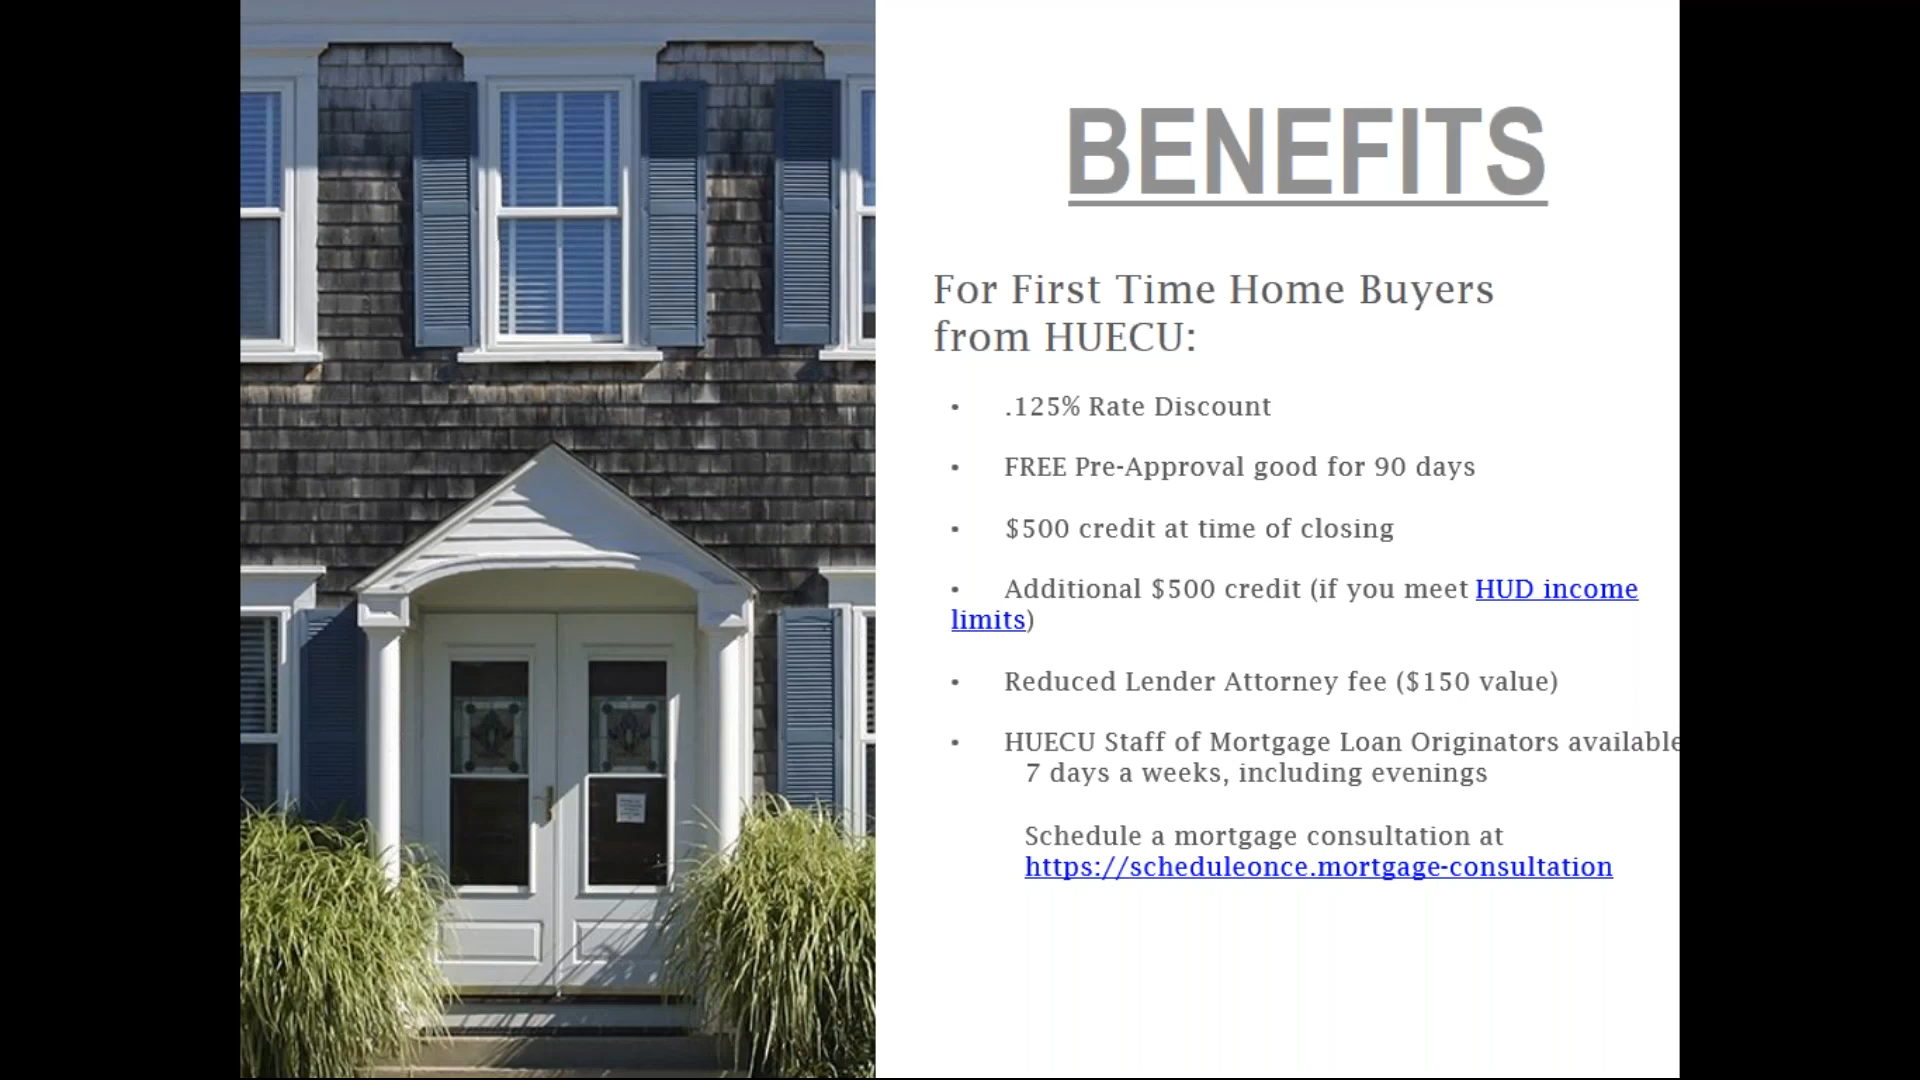 BENEFITS
For First Time Home Buyers
from HUECU:
• .125% Rate Discount
• FREE Pre-Approval good for 90 days
• $500 credit at time of closing
• Additional $500 credit (if you meet HUD income
limits)
• Reduced Lender Attorney fee ($150 value)
• HUECU Staff of Mortgage Loan Originators available
7 days a weeks, including evenings
Schedule a mortgage consultation at
https://scheduleonce.mortgage-consultation